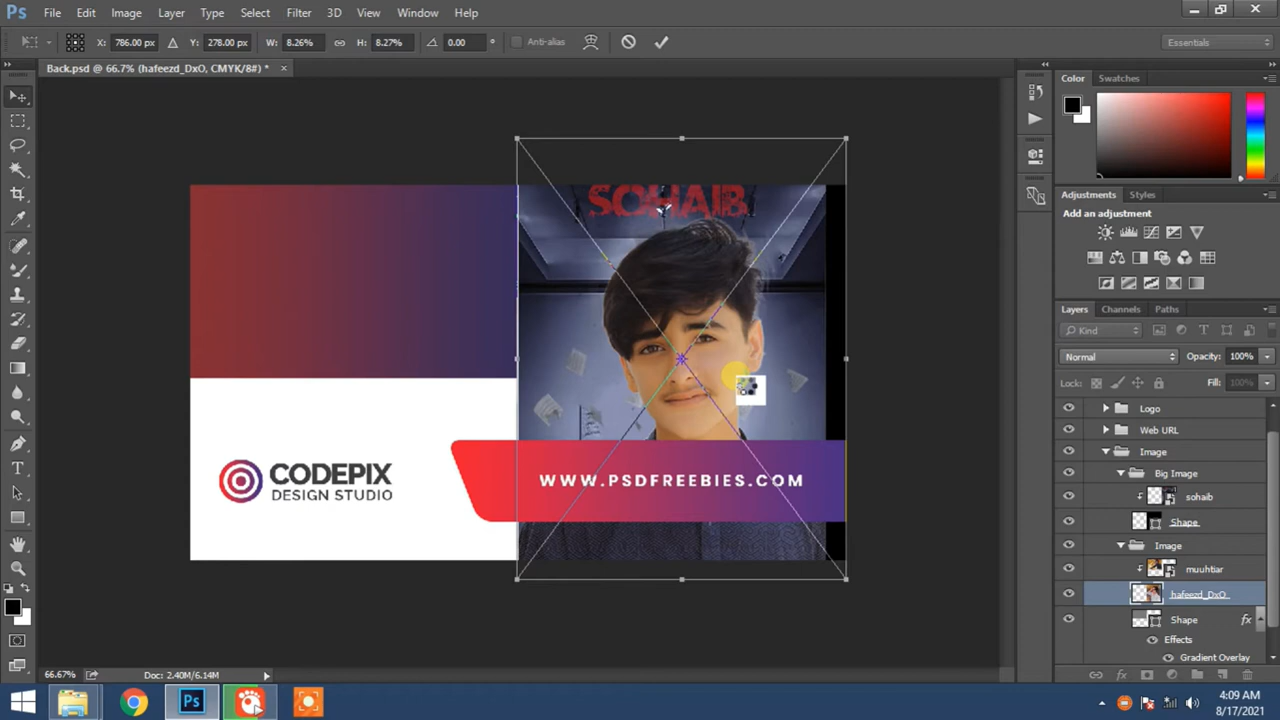 Ps File Edit Image Layer Type Select Filter 3D View Window Help
X: 786.00 px Y: 278.00 px W: 8.26% H: 8.27% 0.00 ° Anti-alias Essentials
Back.psd @ 66.7% (hafeezd_DxO, CMYK/8#) * ×
Color Swatches
Adjustments Styles
Add an adjustment
Layers Channels Paths
Kind
Normal Opacity: 100%
Lock: Fill: 100%
Logo
Web URL
Image
Big Image
sohaib
Shape
Image
muuhtiar
hafeezd_DxO
Shape fx
Effects
Gradient Overlay
SOHAIB
CODEPIX
DESIGN STUDIO
WWW.PSDFREEBIES.COM
66.67% Doc: 2.40M/6.14M
Ps
4:09 AM
8/17/2021